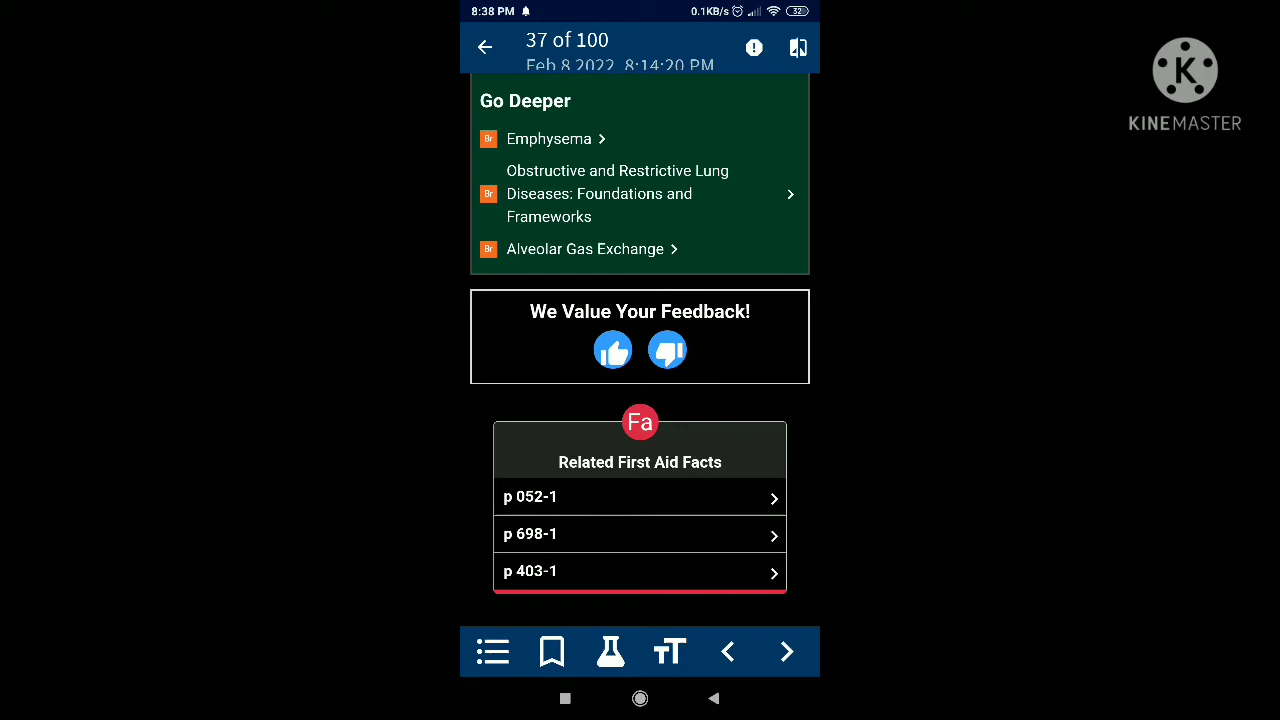 8:38 PM 0.1KB/s 32
37 of 100
Feb 8 2022, 8:14:20 PM
K
KINEMASTER
Go Deeper
Br Emphysema
Br Obstructive and Restrictive Lung
Diseases: Foundations and
Frameworks
Br Alveolar Gas Exchange
We Value Your Feedback!
Fa
Related First Aid Facts
p 052-1
p 698-1
p 403-1
TT